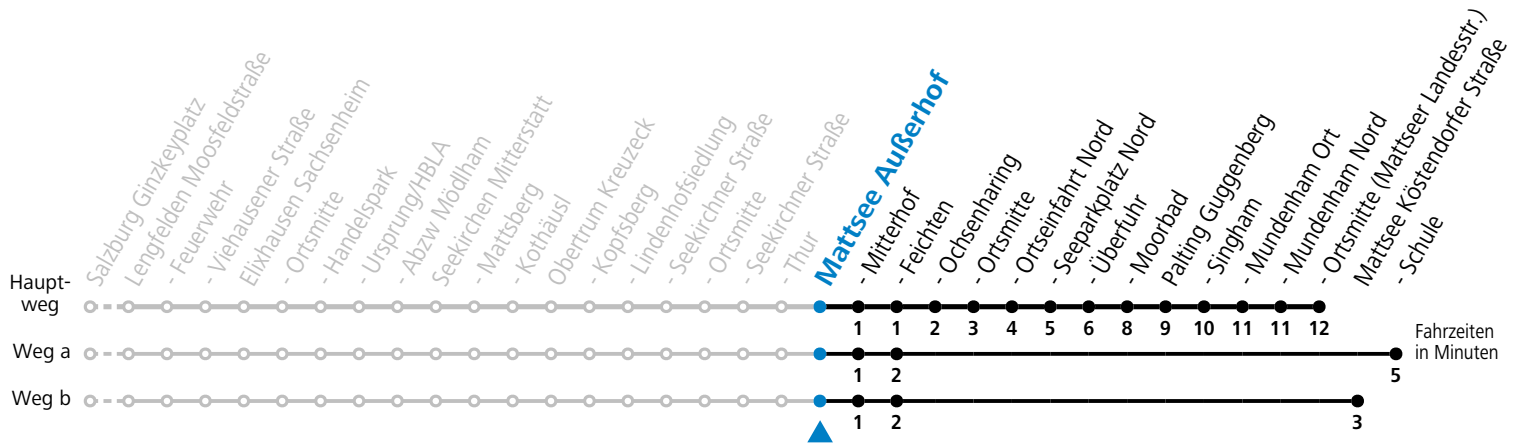 Salzburg Ginzkeyplatz
Lengfelden Moosfeldstraße
- Feuerwehr
- Viehausener Straße
Elixhausen Sachsenheim
- Ortsmitte
- Handelspark
- Ursprung/HBLA
- Abzw Mödlham
Seekirchen Mitterstatt
- Mattsberg
- Kothäusl
Obertrum Kreuzeck
- Kopfsberg
- Lindenhofsiedlung
- Seekirchner Straße
- Ortsmitte
- Seekirchner Straße
- Thur
Mattsee Außerhof
- Mitterhof
- Feichten
- Ochsenharing
- Ortsmitte
- Ortseinfahrt Nord
- Seeparkplatz Nord
- Überfuhr
- Moorbad
Palting Guggenberg
- Singham
- Mundenham Ort
- Mundenham Nord
- Ortsmitte (Mattseer Landesstr.)
Mattsee Köstendorfer Straße
- Schule
Haupt-
weg
1 1 2 3 4 5 6 8 9 10 11 11 12
Weg a
1 2 5
Fahrzeiten
in Minuten
Weg b
1 2 3